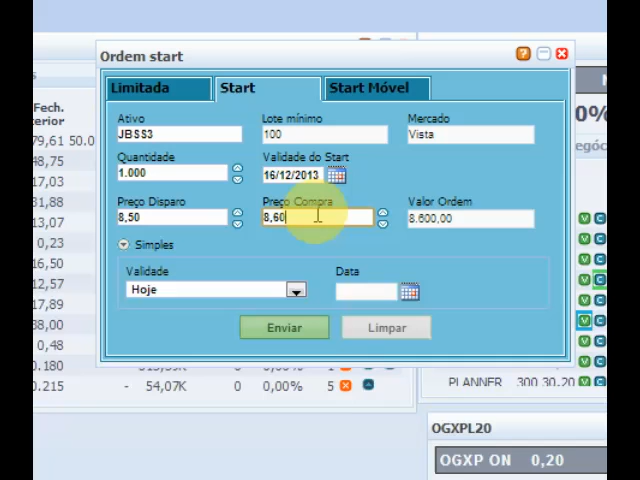 Ordem start
Limitada Start Start Móvel
Ativo Lote mínimo Mercado
JBSS3 100 Vista
Quantidade Validade do Start
1.000 16/12/2013
Preço Disparo Preço Compra Valor Ordem
8,50 8,60 8.600,00
Simples
Validade Data
Hoje
Enviar Limpar
Fech.
terior
79,61 50.0
48,75
17,03
31,88
13,07
0,23
16,50
12,57
17,89
38,00
0,48
0.180
0.215 - 54,07K 0 0,00% 5
0%
egóc
PLANNER 300 30.20
OGXPL20
OGXP ON 0,20